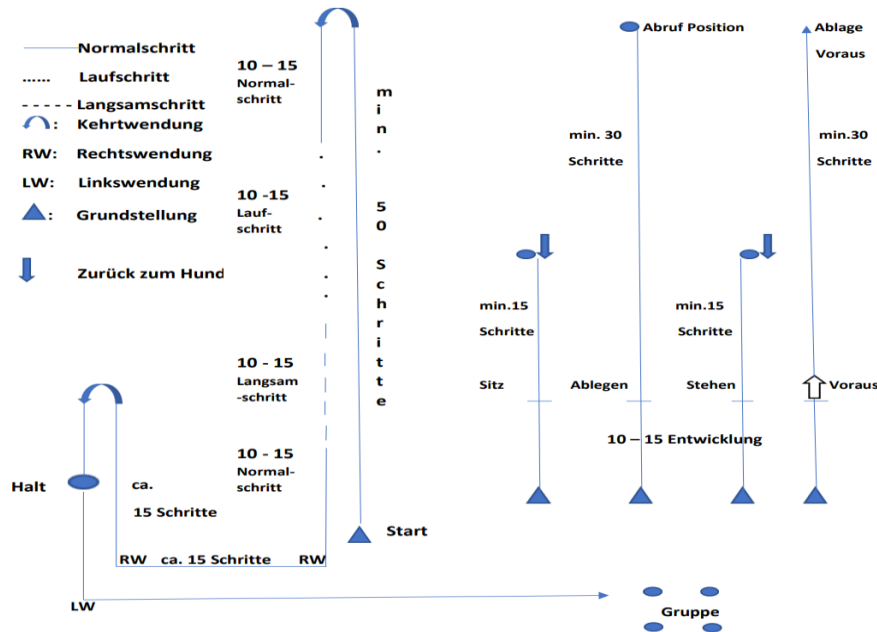 Normalschritt
...... Laufschritt
Langsamschritt
: Kehrtwendung
RW: Rechtswendung
LW: Linkswendung
: Grundstellung
Zurück zum Hund
10 – 15
Normal-
schritt
10 -15
Lauf-
schritt
10 - 15
Langsam
-schritt
10 - 15
Normal-
schritt
min. 50 Schritte
Halt
ca.
15 Schritte
RW ca. 15 Schritte RW
Start
LW
Abruf Position
Ablage
Voraus
min. 30
Schritte
min.30
Schritte
min.15
Schritte
min.15
Schritte
Sitz
Ablegen
Stehen
Voraus
10 – 15 Entwicklung
Gruppe